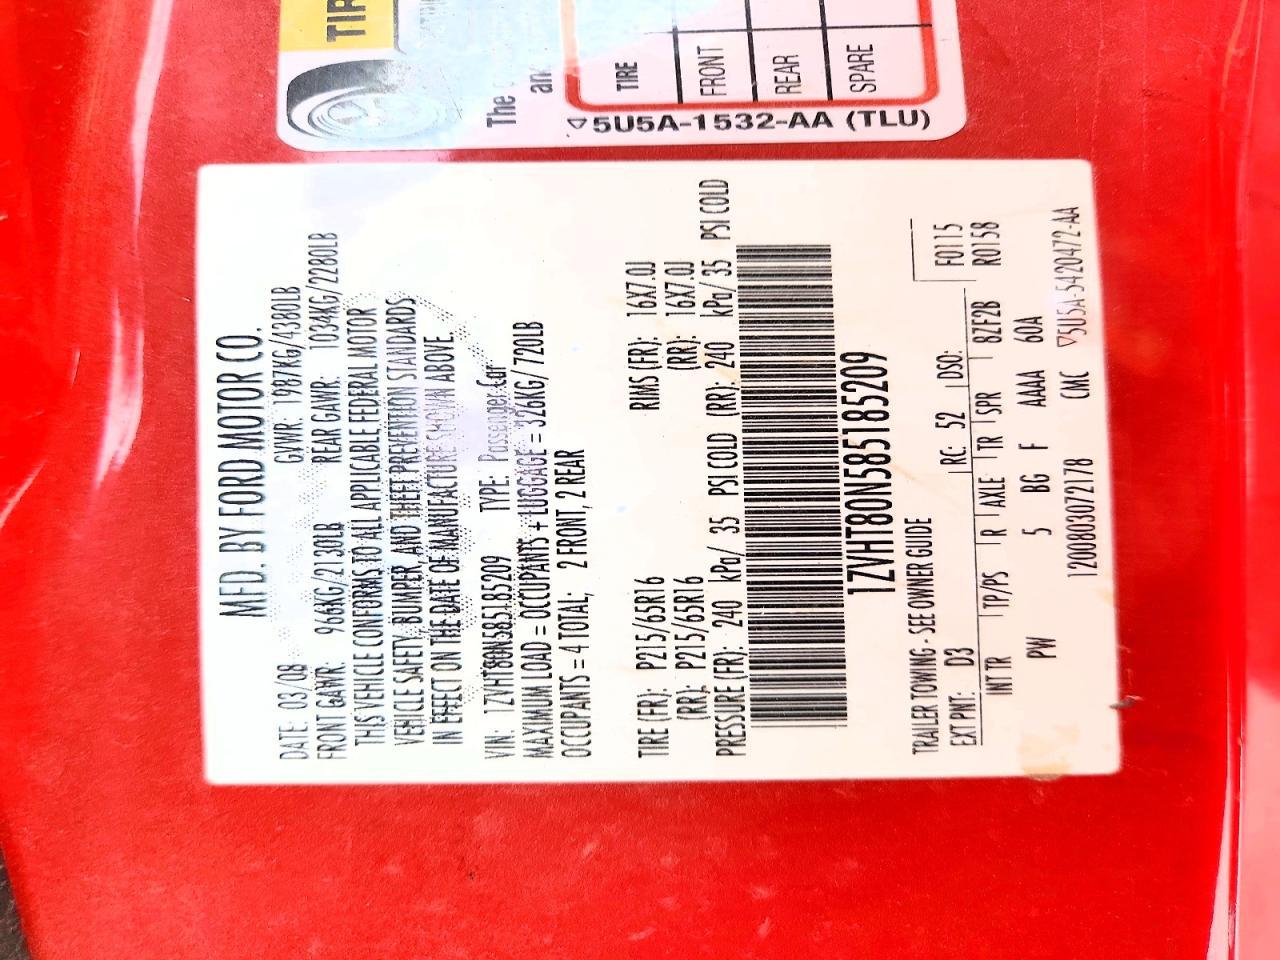 TIR
The
an
TIRE
FRONT
REAR
SPARE
5U5A-1532-AA (TLU)
MFD. BY FORD MOTOR CO.
DATE: 03/08 GVWR: 1987KG/4380LB
FRONT GAWR: 966KG/2130LB REAR GAWR: 1034KG/2280LB
THIS VEHICLE CONFORMS TO ALL APPLICABLE FEDERAL MOTOR
VEHICLE SAFETY, BUMPER, AND THEFT PREVENTION STANDARDS
IN EFFECT ON THE DATE OF MANUFACTURE SHOWN ABOVE.
VIN: 1ZVHT80N585185209 TYPE: Passenger Car
MAXIMUM LOAD = OCCUPANTS + LUGGAGE = 326KG/720LB
OCCUPANTS = 4 TOTAL; 2 FRONT, 2 REAR
TIRE (FR): P215/65R16 RIMS (FR): 16X7.0J
(RR): P215/65R16 (RR): 16X7.0J
PRESSURE (FR): 240 kPa/ 35 PSI COLD (RR): 240 kPa/ 35 PSI COLD
1ZVHT80N585185209
TRAILER TOWING - SEE OWNER GUIDE
EXT PNT: D3 RC: 52 DSO: F0115
INT TR TP/PS R AXLE TR SPR BZF2B R0158
PW 5 BG F AAAA 60A
120080307217​8 CMC 5U5A-5420472-AA